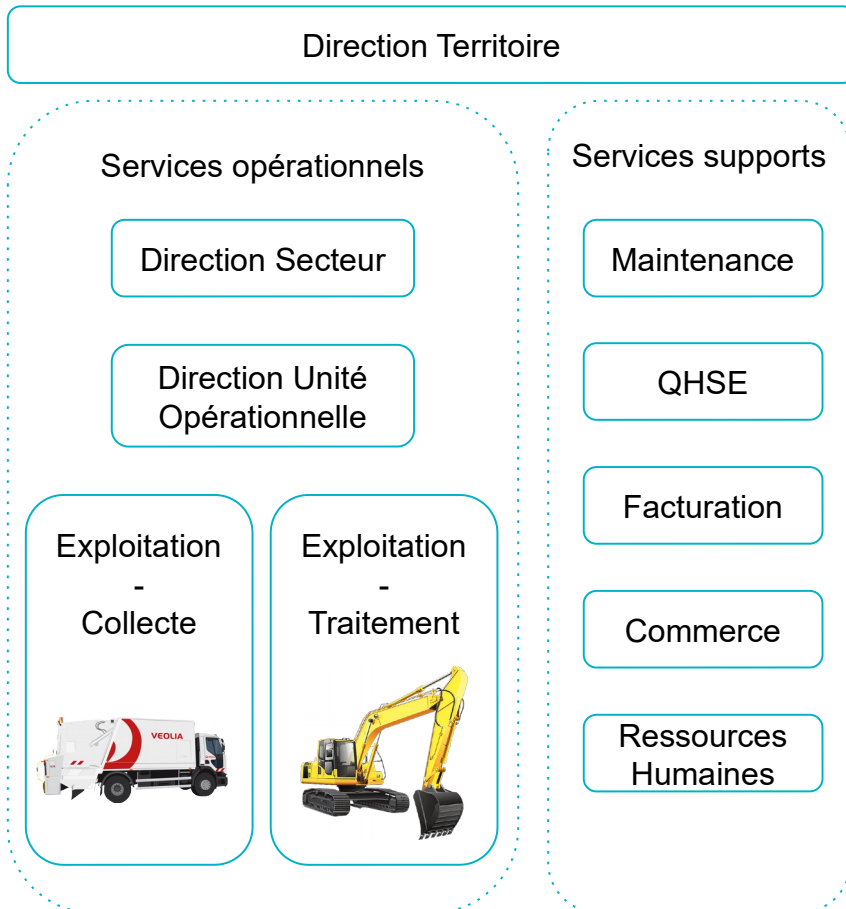 Direction Territoire
Services opérationnels
Direction Secteur
Direction Unité
Opérationnelle
Exploitation
-
Collecte
VEOLIA
Exploitation
-
Traitement
Services supports
Maintenance
QHSE
Facturation
Commerce
Ressources
Humaines